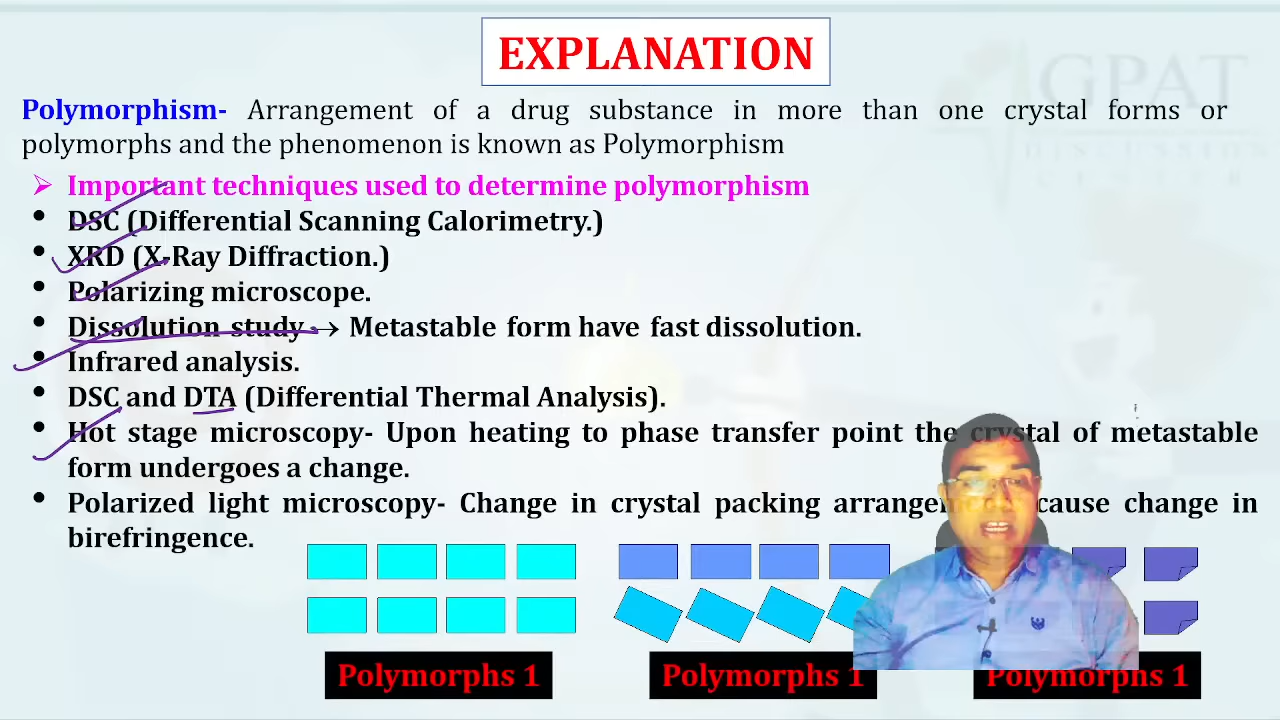 EXPLANATION
GPAT
DISCUSSION
CENTER
Polymorphism- Arrangement of a drug substance in more than one crystal forms or
polymorphs and the phenomenon is known as Polymorphism
➢ Important techniques used to determine polymorphism
• DSC (Differential Scanning Calorimetry.)
• XRD (X-Ray Diffraction.)
• Polarizing microscope.
• Dissolution study → Metastable form have fast dissolution.
• Infrared analysis.
• DSC and DTA (Differential Thermal Analysis).
• Hot stage microscopy- Upon heating to phase transfer point the crystal of metastable
form undergoes a change.
• Polarized light microscopy- Change in crystal packing cause change in
birefringence.
Polymorphs 1
Polymorphs 1
Polymorphs 1